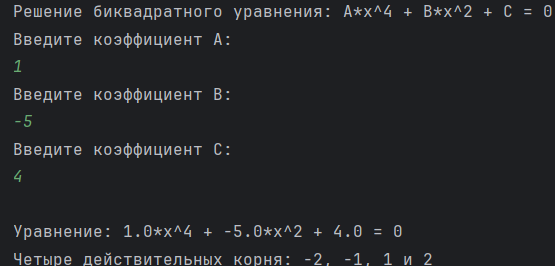 Решение биквадратного уравнения: A*x^4 + B*x^2 + C = 0
Введите коэффициент A:
1
Введите коэффициент B:
-5
Введите коэффициент C:
4
Уравнение: 1.0*x^4 + -5.0*x^2 + 4.0 = 0
Четыре действительных корня: -2, -1, 1 и 2